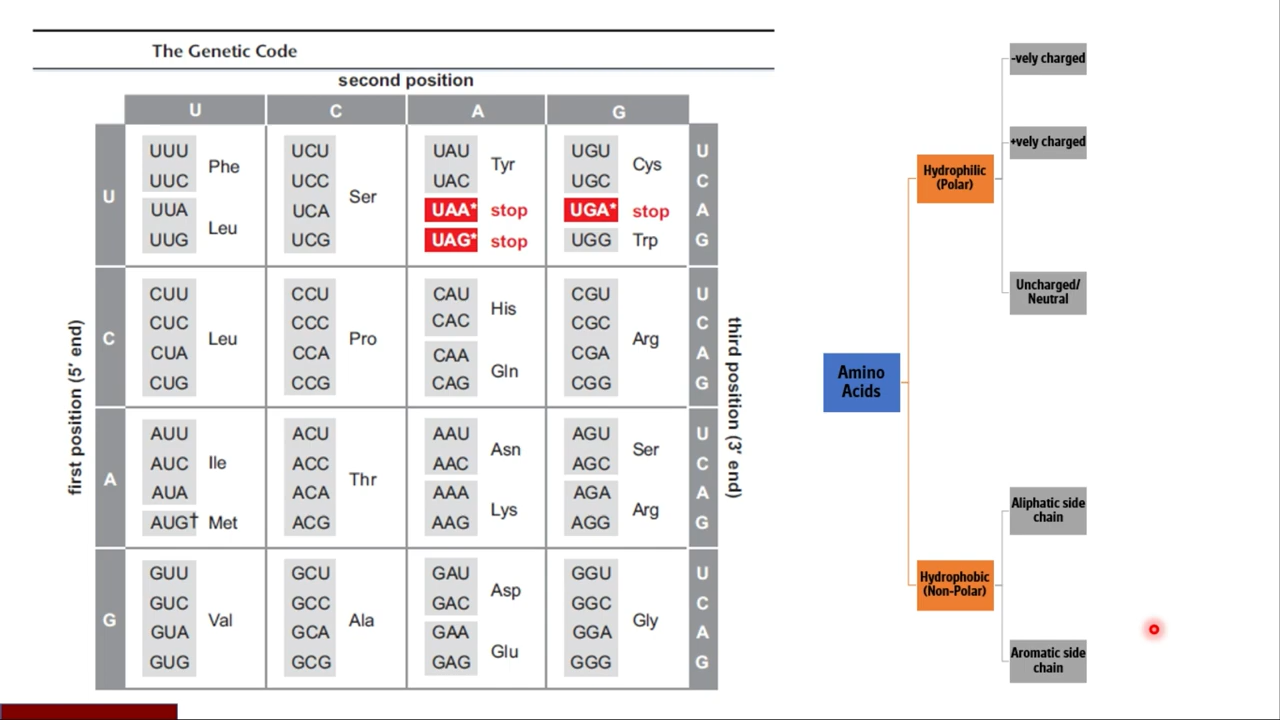 The Genetic Code
second position
U C A G
first position (5′ end)
third position (3′ end)
U
UUU
UUC
Phe
UUA
UUG
Leu
UCU
UCC
UCA
UCG
Ser
UAU
UAC
Tyr
UAA* stop
UAG* stop
UGU
UGC
Cys
UGA* stop
UGG Trp
U
C
A
G
C
CUU
CUC
CUA
CUG
Leu
CCU
CCC
CCA
CCG
Pro
CAU
CAC
His
CAA
CAG
Gln
CGU
CGC
CGA
CGG
Arg
U
C
A
G
A
AUU
AUC
AUA
Ile
AUG† Met
ACU
ACC
ACA
ACG
Thr
AAU
AAC
Asn
AAA
AAG
Lys
AGU
AGC
Ser
AGA
AGG
Arg
U
C
A
G
G
GUU
GUC
GUA
GUG
Val
GCU
GCC
GCA
GCG
Ala
GAU
GAC
Asp
GAA
GAG
Glu
GGU
GGC
GGA
GGG
Gly
U
C
A
G
Amino
Acids
Hydrophilic
(Polar)
-vely charged
+vely charged
Uncharged/
Neutral
Hydrophobic
(Non-Polar)
Aliphatic side
chain
Aromatic side
chain